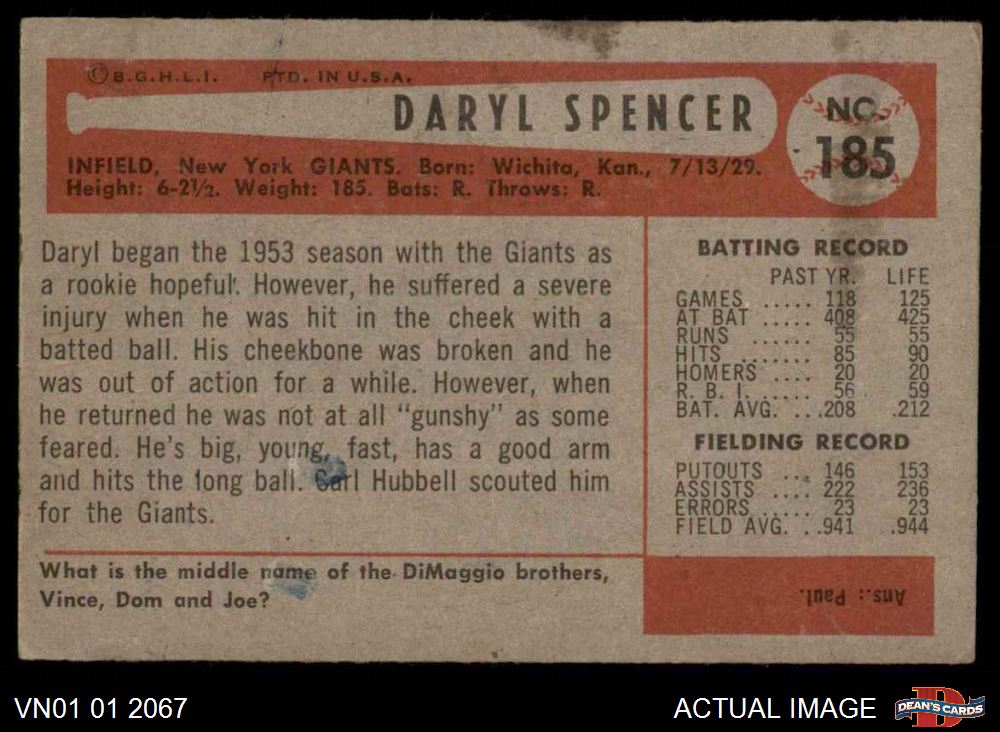 ©B.G.H.L.I. PTD. IN U.S.A.
DARYL SPENCER
NO.
185
INFIELD, New York GIANTS. Born: Wichita, Kan., 7/13/29.
Height: 6-2½. Weight: 185. Bats: R. Throws: R.
Daryl began the 1953 season with the Giants as
a rookie hopeful. However, he suffered a severe
injury when he was hit in the cheek with a
batted ball. His cheekbone was broken and he
was out of action for a while. However, when
he returned he was not at all “gunshy” as some
feared. He's big, young, fast, has a good arm
and hits the long ball. Carl Hubbell scouted him
for the Giants.
What is the middle name of the DiMaggio brothers,
Vince, Dom and Joe?
BATTING RECORD
PAST YR. LIFE
GAMES ..... 118 125
AT BAT ..... 408 425
RUNS ...... 55 55
HITS ....... 85 90
HOMERS .... 20 20
R. B. I. ..... 56 59
BAT. AVG. ...208 .212
FIELDING RECORD
PUTOUTS ... 146 153
ASSISTS .... 222 236
ERRORS ..... 23 23
FIELD AVG. ..941 .944
Ans.: Paul.
VN01 01 2067
ACTUAL IMAGE
D
DEAN'S CARDS